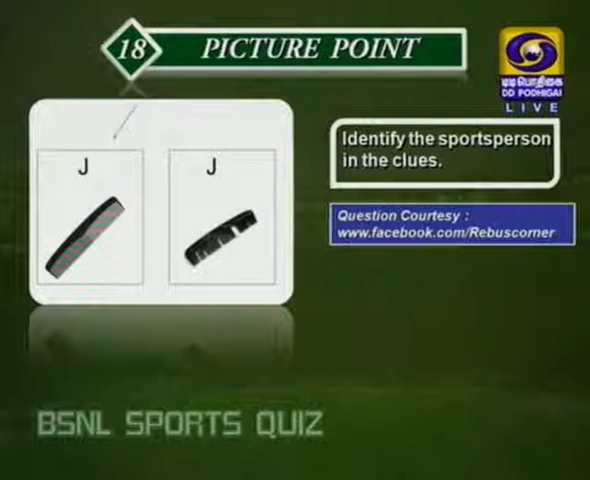 18
PICTURE POINT
டிடி பொதிகை
DD PODHIGAI
LIVE
J
J
Identify the sportsperson
in the clues.
Question Courtesy :
www.facebook.com/Rebuscorner
BSNL SPORTS QUIZ